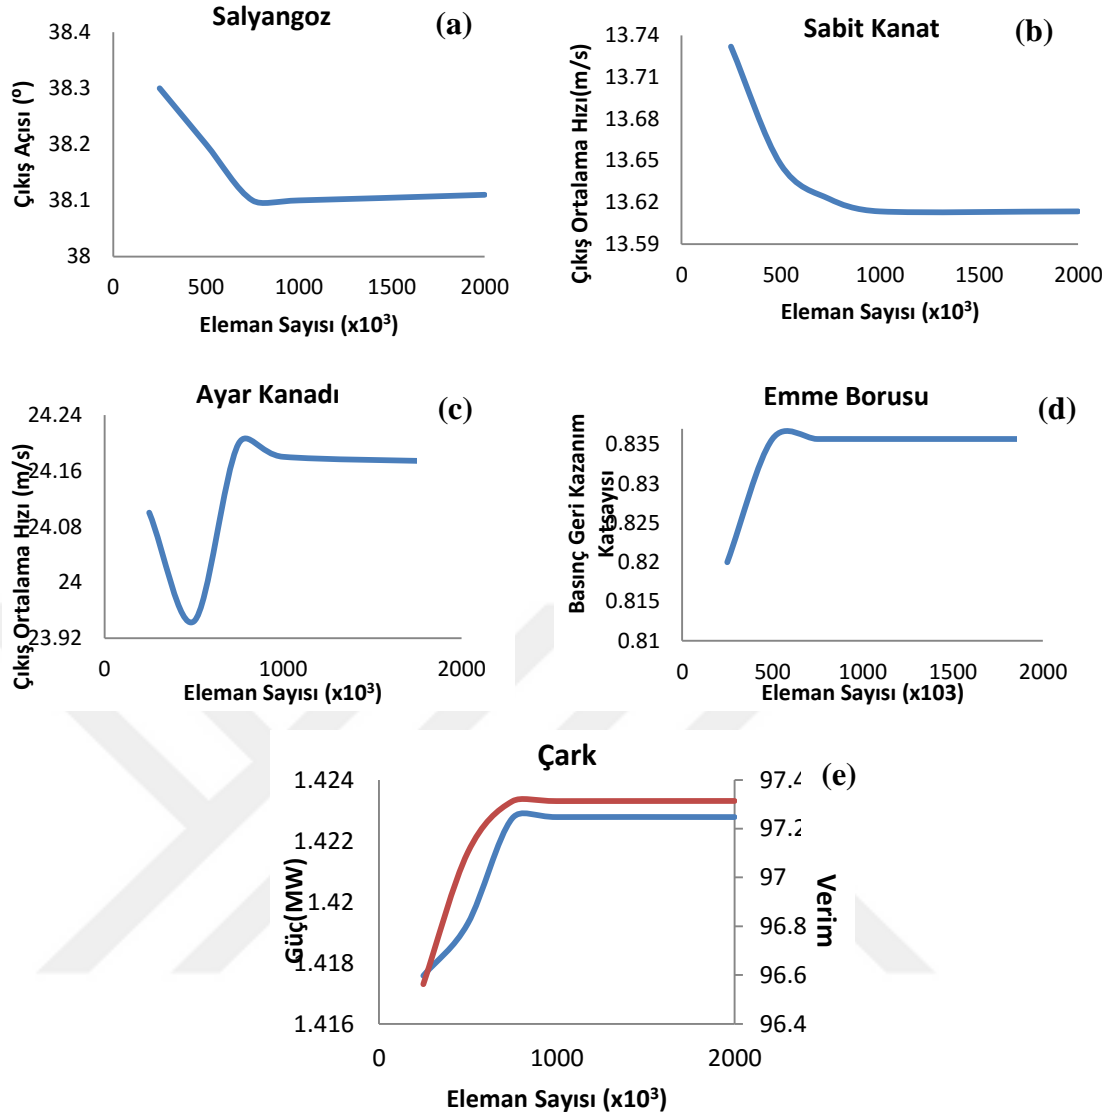 Salyangoz
(a)
Çıkış Açısı (º)
38.4
38.3
38.2
38.1
38
0 500 1000 1500 2000
Eleman Sayısı (x10³)
Sabit Kanat
(b)
Çıkış Ortalama Hızı(m/s)
13.74
13.71
13.68
13.65
13.62
13.59
0 500 1000 1500 2000
Eleman Sayısı (x10³)
Ayar Kanadı
(c)
Çıkış Ortalama Hızı (m/s)
24.24
24.16
24.08
24
23.92
0 1000 2000
Eleman Sayısı (x10³)
Emme Borusu
(d)
Basınç Geri Kazanım
Katsayısı
0.835
0.83
0.825
0.82
0.815
0.81
0 500 1000 1500 2000
Eleman Sayısı (x103)
Çark
(e)
Güç(MW)
1.424
1.422
1.42
1.418
1.416
97.4
97.2
97
96.8
96.6
96.4
Verim
0 1000 2000
Eleman Sayısı (x10³)